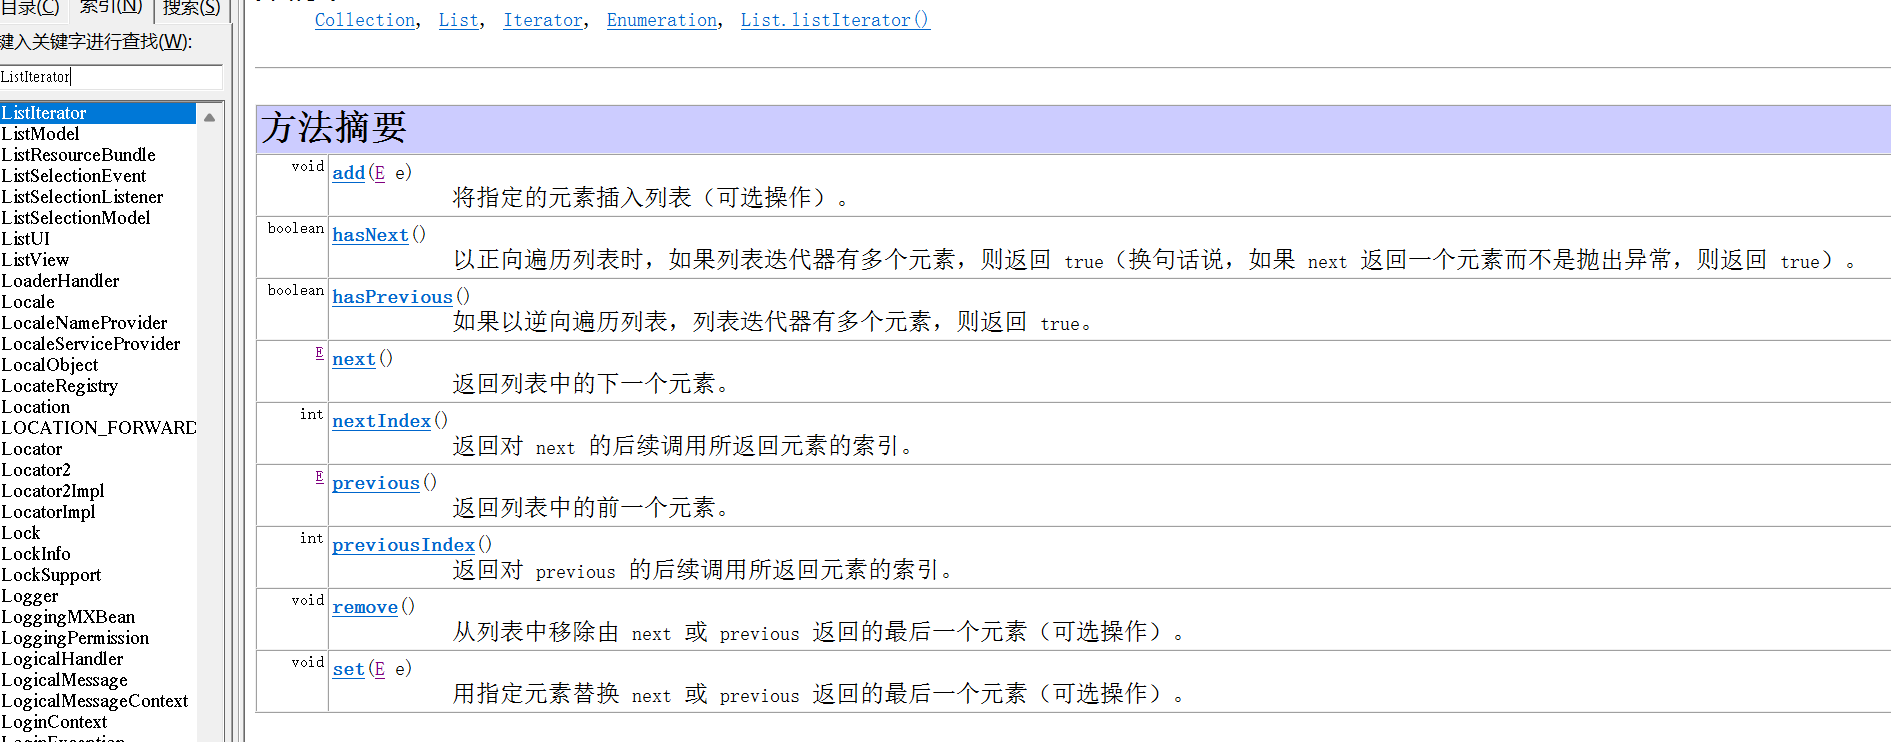 目录(C) 索引(N) 搜索(S)
键入关键字进行查找(W):
ListIterator
ListIterator
ListModel
ListResourceBundle
ListSelectionEvent
ListSelectionListener
ListSelectionModel
ListUI
ListView
LoaderHandler
Locale
LocaleNameProvider
LocaleServiceProvider
LocalObject
LocateRegistry
Location
LOCATION_FORWARD
Locator
Locator2
Locator2Impl
LocatorImpl
Lock
LockInfo
LockSupport
Logger
LoggingMXBean
LoggingPermission
LogicalHandler
LogicalMessage
LogicalMessageContext
LoginContext
LoginException
Collection, List, Iterator, Enumeration, List.listIterator()
方法摘要
void add(E e)
将指定的元素插入列表（可选操作）。
boolean hasNext()
以正向遍历列表时，如果列表迭代器有多个元素，则返回 true（换句话说，如果 next 返回一个元素而不是抛出异常，则返回 true）。
boolean hasPrevious()
如果以逆向遍历列表，列表迭代器有多个元素，则返回 true。
E next()
返回列表中的下一个元素。
int nextIndex()
返回对 next 的后续调用所返回元素的索引。
E previous()
返回列表中的前一个元素。
int previousIndex()
返回对 previous 的后续调用所返回元素的索引。
void remove()
从列表中移除由 next 或 previous 返回的最后一个元素（可选操作）。
void set(E e)
用指定元素替换 next 或 previous 返回的最后一个元素（可选操作）。